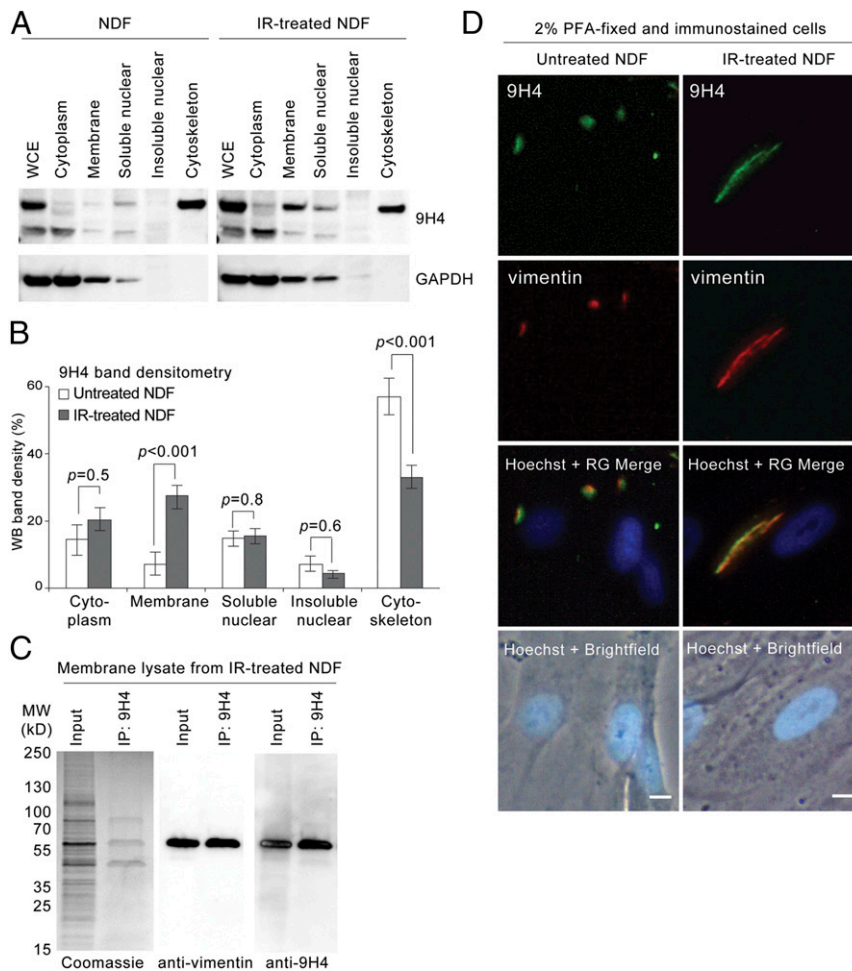 A
NDF
IR-treated NDF
WCE
Cytoplasm
Membrane
Soluble nuclear
Insoluble nuclear
Cytoskeleton
WCE
Cytoplasm
Membrane
Soluble nuclear
Insoluble nuclear
Cytoskeleton
9H4
GAPDH
B
9H4 band densitometry
Untreated NDF
IR-treated NDF
WB band density (%)
60
40
20
0
p=0.5
p<0.001
p=0.8
p=0.6
p<0.001
Cyto-
plasm
Membrane
Soluble
nuclear
Insoluble
nuclear
Cyto-
skeleton
C
Membrane lysate from IR-treated NDF
MW
(kD)
Input
IP: 9H4
Input
IP: 9H4
Input
IP: 9H4
250
130
100
70
55
35
25
15
Coomassie
anti-vimentin
anti-9H4
D
2% PFA-fixed and immunostained cells
Untreated NDF
IR-treated NDF
9H4
9H4
vimentin
vimentin
Hoechst + RG Merge
Hoechst + RG Merge
Hoechst + Brightfield
Hoechst + Brightfield